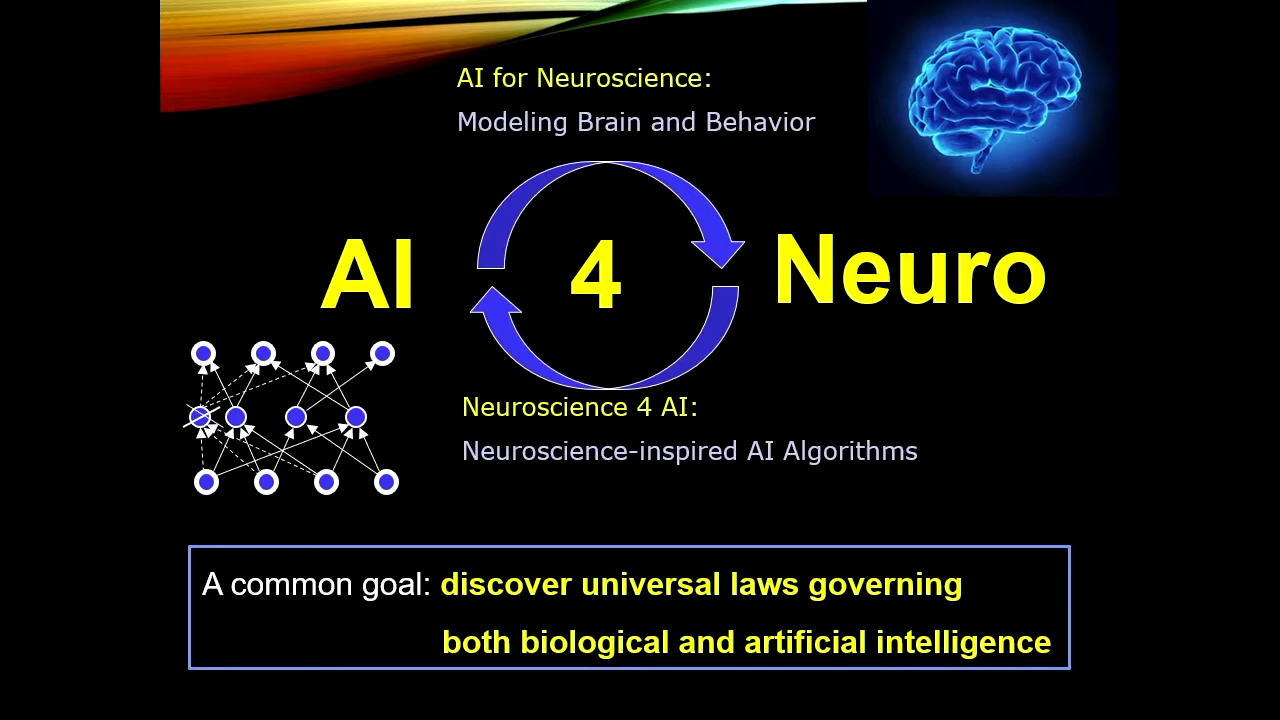 AI for Neuroscience:
Modeling Brain and Behavior
AI 4 Neuro
Neuroscience 4 AI:
Neuroscience-inspired AI Algorithms
A common goal: discover universal laws governing
both biological and artificial intelligence